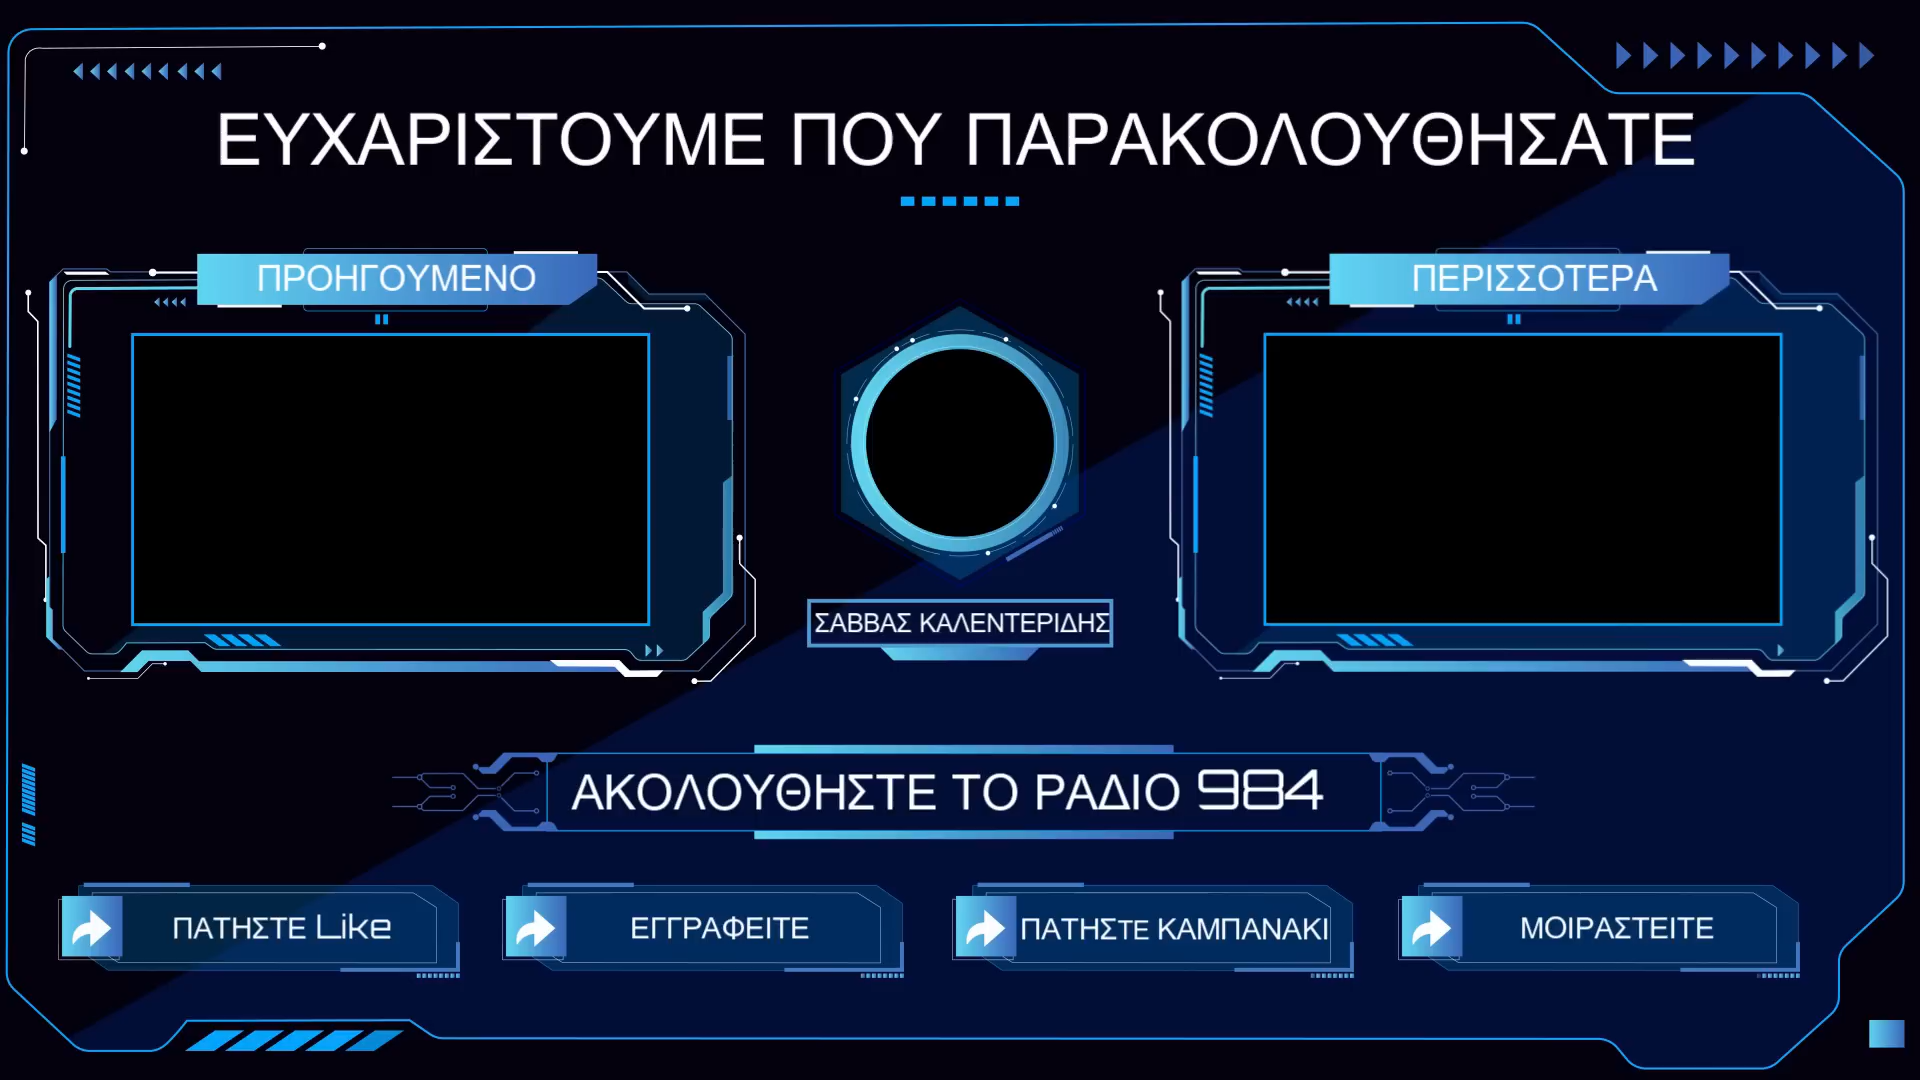 ΕΥΧΑΡΙΣΤΟΥΜΕ ΠΟΥ ΠΑΡΑΚΟΛΟΥΘΗΣΑΤΕ
ΠΡΟΗΓΟΥΜΕΝΟ
ΠΕΡΙΣΣΟΤΕΡΑ
ΣΑΒΒΑΣ ΚΑΛΕΝΤΕΡΙΔΗΣ
ΑΚΟΛΟΥΘΗΣΤΕ ΤΟ ΡΑΔΙΟ 984
ΠΑΤΗΣΤΕ Like
ΕΓΓΡΑΦΕΙΤΕ
ΠΑΤΗΣτΕ ΚΑΜΠΑΝΑΚΙ
ΜΟΙΡΑΣΤΕΙΤΕ